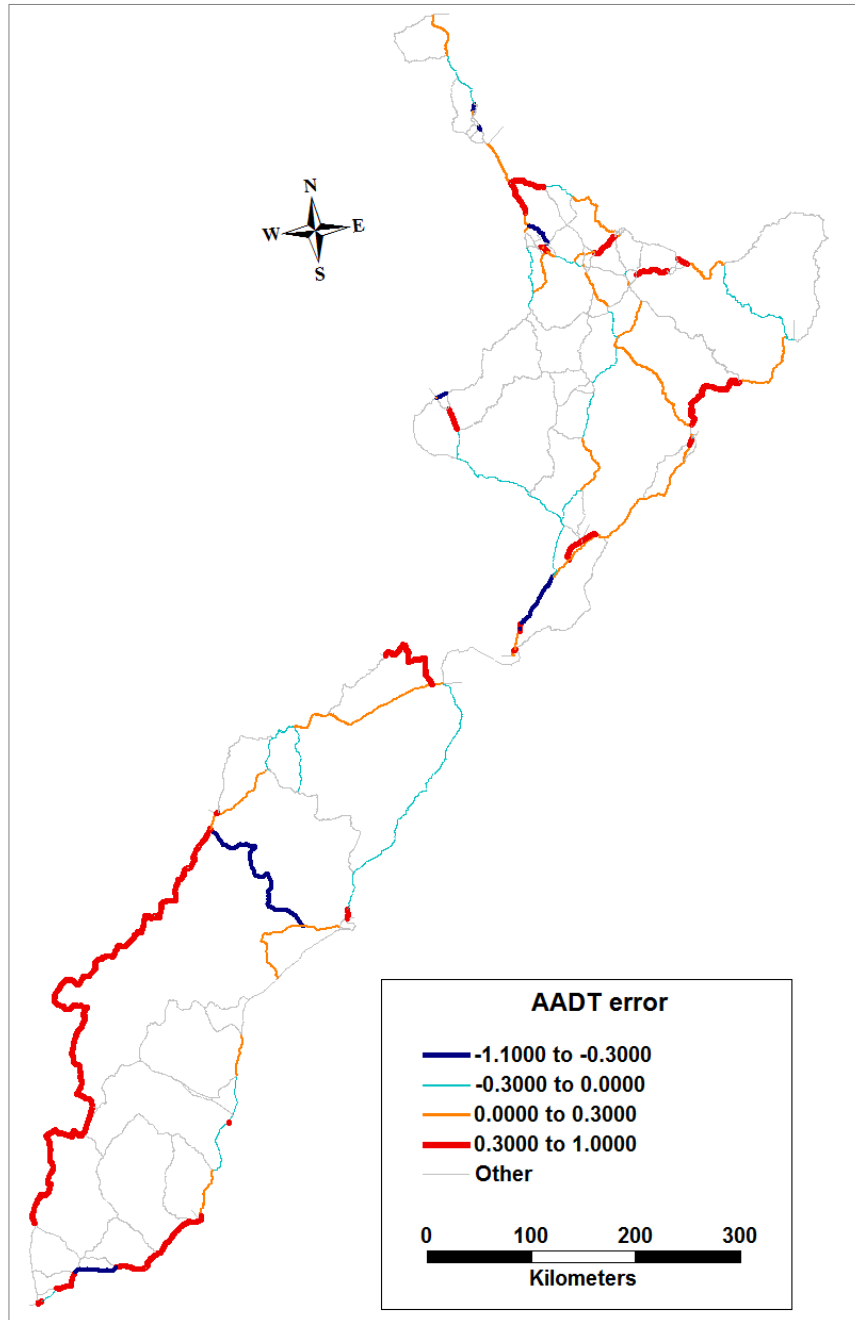 N
W E
S
AADT error
-1.1000 to -0.3000
-0.3000 to 0.0000
0.0000 to 0.3000
0.3000 to 1.0000
Other
0 100 200 300
Kilometers